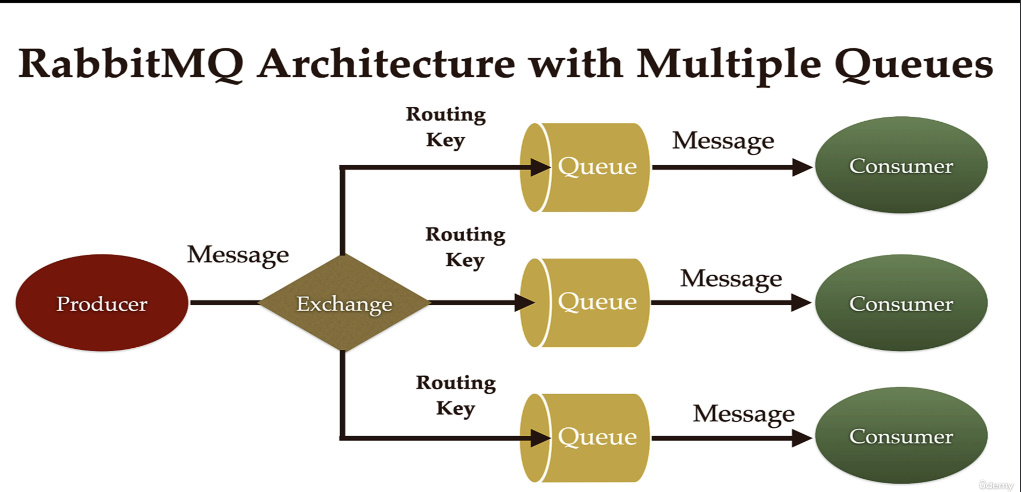 RabbitMQ Architecture with Multiple Queues
Routing
Key
Queue
Message
Consumer
Message
Producer
Exchange
Routing
Key
Queue
Message
Consumer
Routing
Key
Queue
Message
Consumer
ûdemy